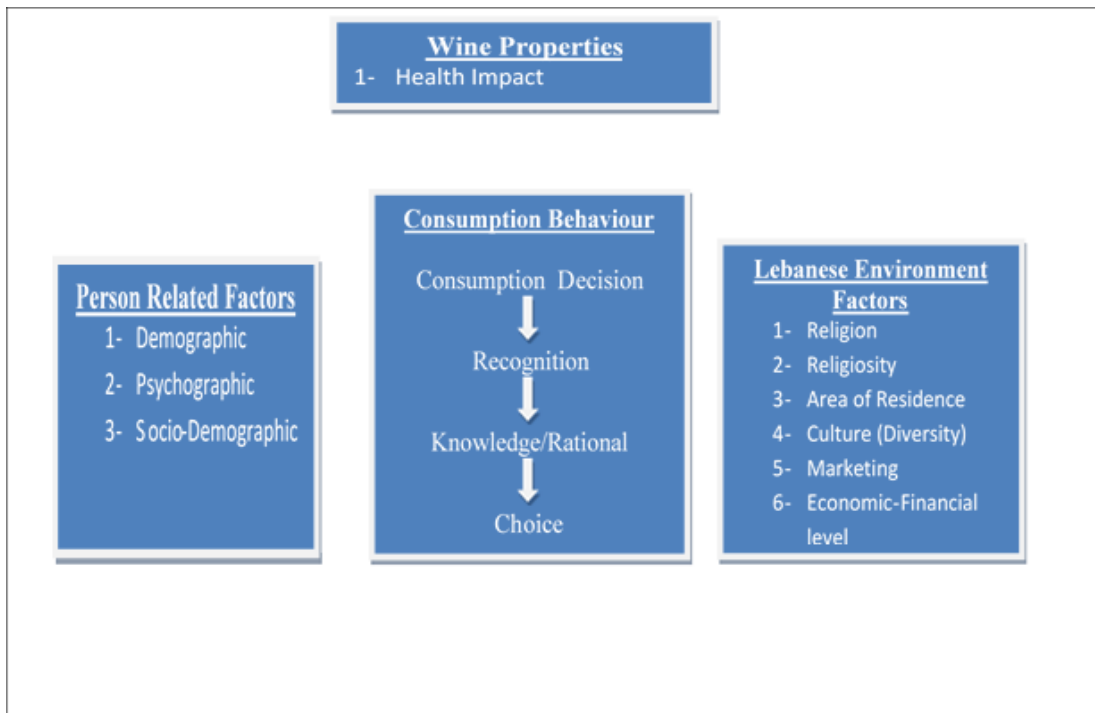 Wine Properties
1- Health Impact
Person Related Factors
1- Demographic
2- Psychographic
3- Socio-Demographic
Consumption Behaviour
Consumption Decision
Recognition
Knowledge/Rational
Choice
Lebanese Environment
Factors
1- Religion
2- Religiosity
3- Area of Residence
4- Culture (Diversity)
5- Marketing
6- Economic-Financial
level